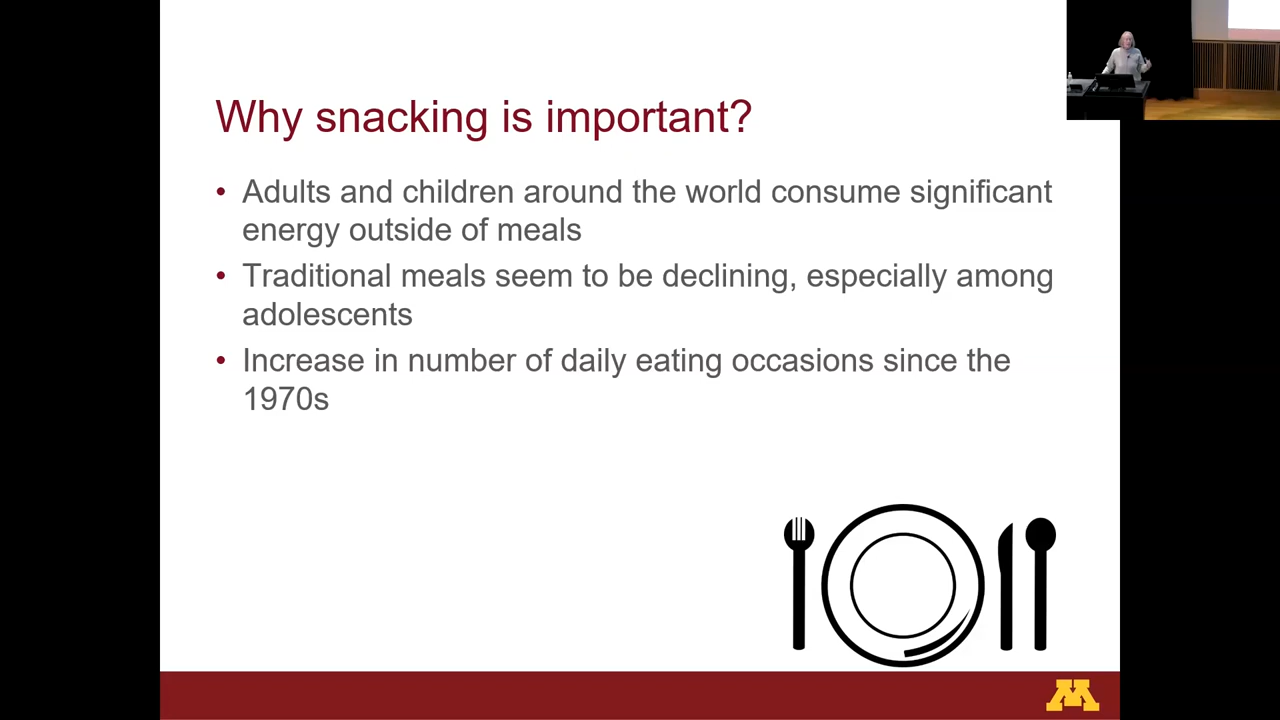 Why snacking is important?
• Adults and children around the world consume significant
energy outside of meals
• Traditional meals seem to be declining, especially among
adolescents
• Increase in number of daily eating occasions since the
1970s
M